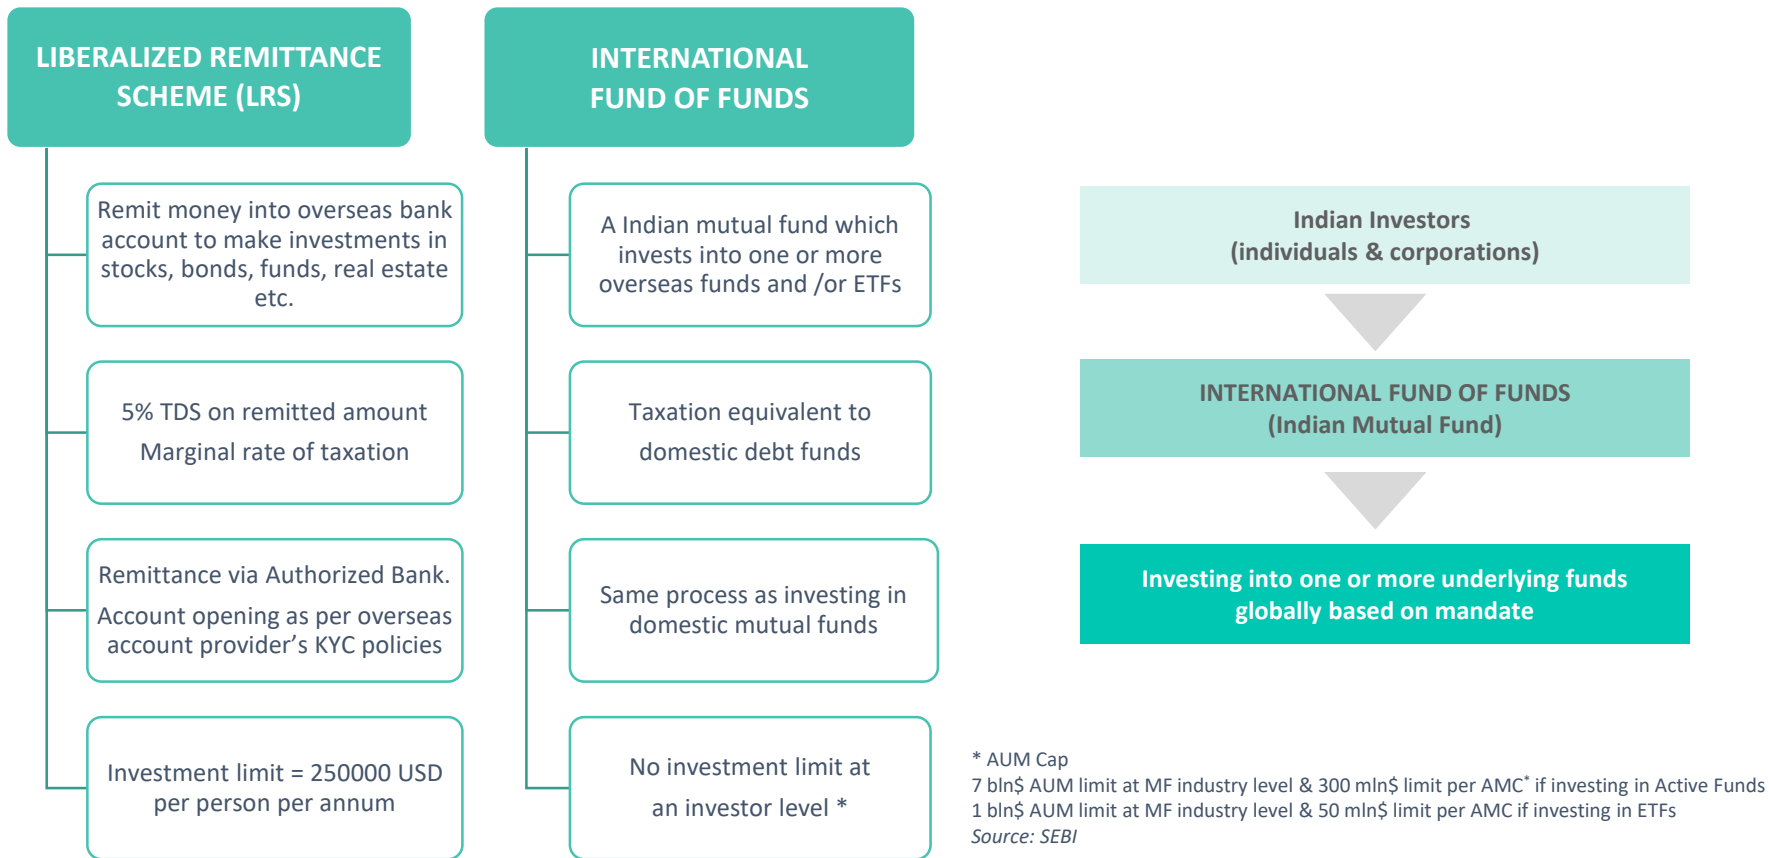 LIBERALIZED REMITTANCE
SCHEME (LRS)
Remit money into overseas bank
account to make investments in
stocks, bonds, funds, real estate
etc.
5% TDS on remitted amount
Marginal rate of taxation
Remittance via Authorized Bank.
Account opening as per overseas
account provider’s KYC policies
Investment limit = 250000 USD
per person per annum
INTERNATIONAL
FUND OF FUNDS
A Indian mutual fund which
invests into one or more
overseas funds and /or ETFs
Taxation equivalent to
domestic debt funds
Same process as investing in
domestic mutual funds
No investment limit at
an investor level *
Indian Investors
(individuals & corporations)
INTERNATIONAL FUND OF FUNDS
(Indian Mutual Fund)
Investing into one or more underlying funds
globally based on mandate
* AUM Cap
7 bln$ AUM limit at MF industry level & 300 mln$ limit per AMC* if investing in Active Funds
1 bln$ AUM limit at MF industry level & 50 mln$ limit per AMC if investing in ETFs
Source: SEBI